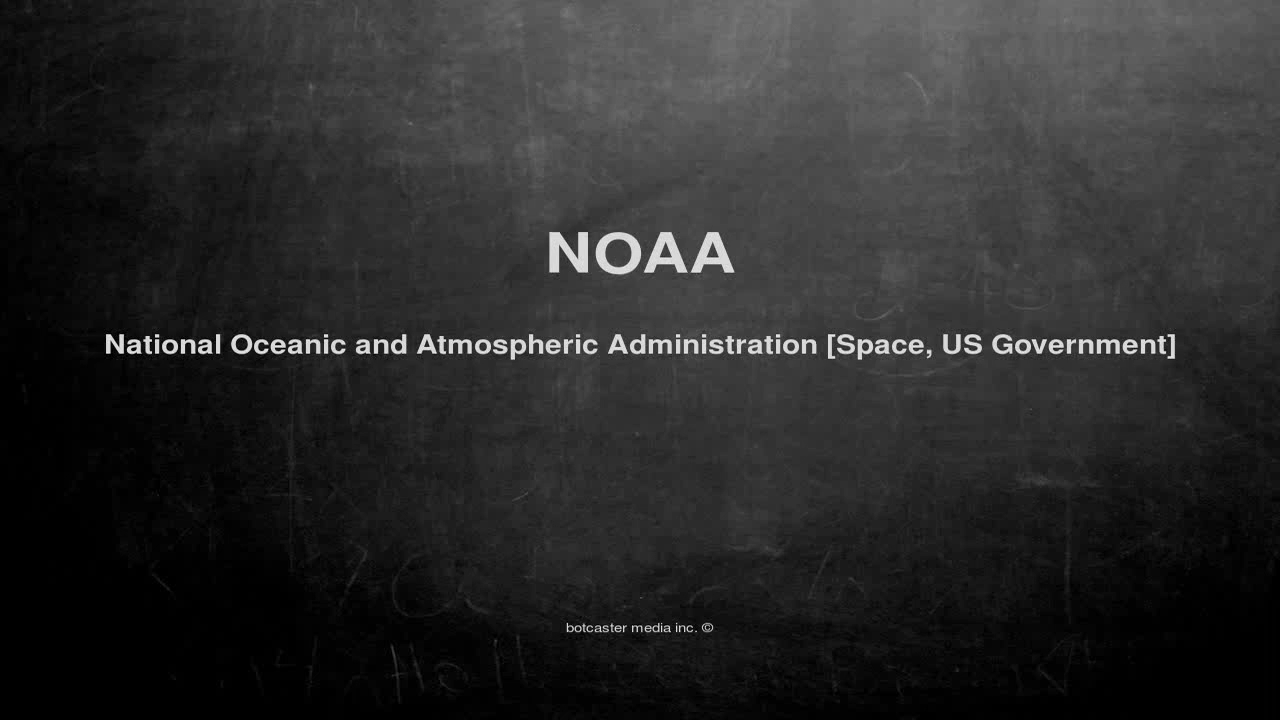 NOAA
National Oceanic and Atmospheric Administration [Space, US Government]
botcaster media inc. ©